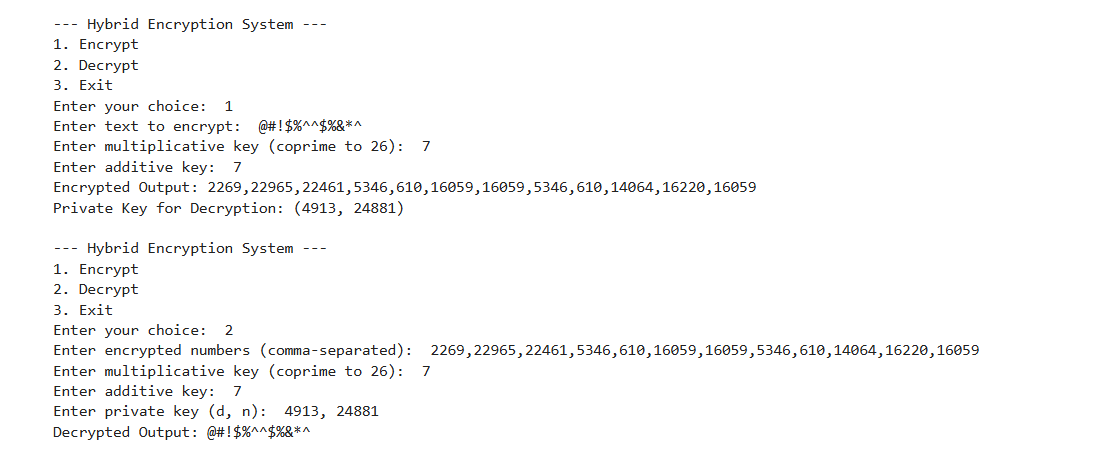 --- Hybrid Encryption System ---
1. Encrypt
2. Decrypt
3. Exit
Enter your choice:  1
Enter text to encrypt:  @#!$%^^$%&*^
Enter multiplicative key (coprime to 26):  7
Enter additive key:  7
Encrypted Output: 2269,22965,22461,5346,610,16059,16059,5346,610,14064,16220,16059
Private Key for Decryption: (4913, 24881)
--- Hybrid Encryption System ---
1. Encrypt
2. Decrypt
3. Exit
Enter your choice:  2
Enter encrypted numbers (comma-separated):  2269,22965,22461,5346,610,16059,16059,5346,610,14064,16220,16059
Enter multiplicative key (coprime to 26):  7
Enter additive key:  7
Enter private key (d, n):  4913, 24881
Decrypted Output: @#!$%^^$%&*^